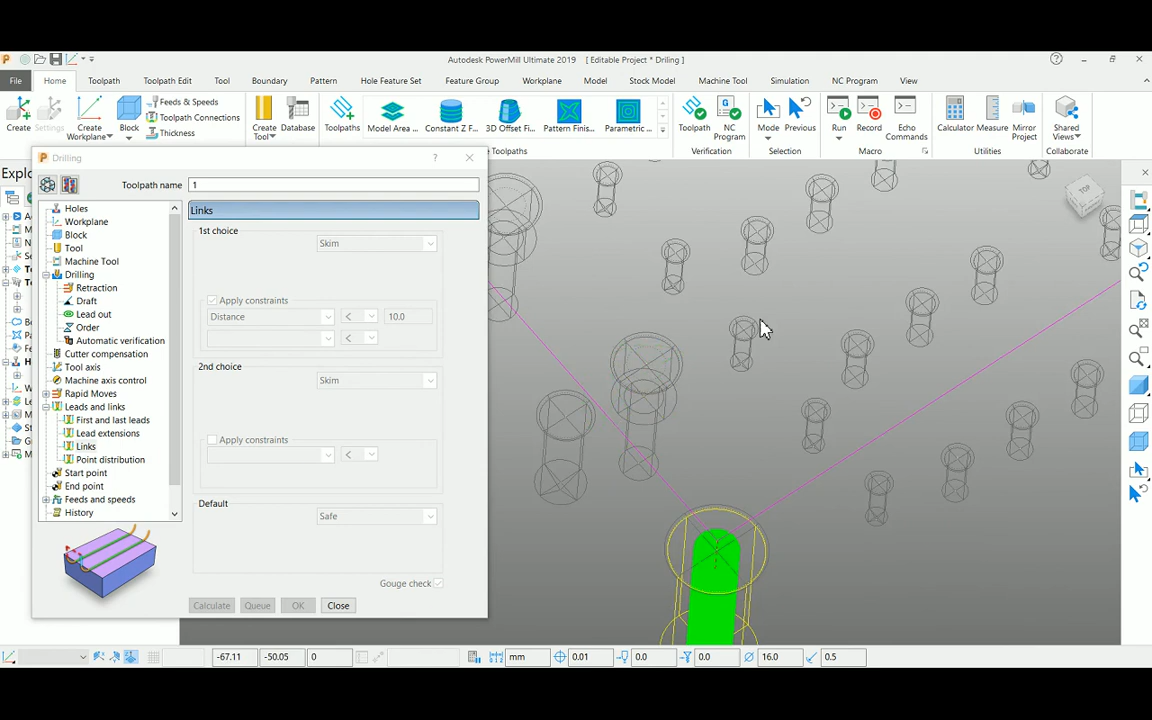 Autodesk PowerMill Ultimate 2019 [ Editable Project * Driling ]
File Home Toolpath Toolpath Edit Tool Boundary Pattern Hole Feature Set Feature Group Workplane Model Stock Model Machine Tool Simulation NC Program View
Create Settings Create Workplane Block Feeds & Speeds Toolpath Connections Thickness Create Tool Database Toolpaths Model Area ... Constant Z F... 3D Offset Fi... Pattern Finis... Parametric ... Toolpath NC Program Mode Previous Run Record Echo Commands Calculator Measure Mirror Project Shared Views
Toolpaths Verification Selection Macro Utilities Collaborate
Drilling ?
Toolpath name 1
Holes
Workplane
Block
Tool
Machine Tool
Drilling
Retraction
Draft
Lead out
Order
Automatic verification
Cutter compensation
Tool axis
Machine axis control
Rapid Moves
Leads and links
First and last leads
Lead extensions
Links
Point distribution
Start point
End point
Feeds and speeds
History
Links
1st choice
Skim
Apply constraints
Distance < 10.0
<
2nd choice
Skim
Apply constraints
<
Default
Safe
Gouge check
Calculate Queue OK Close
TOP
-67.11 -50.05 0 mm 0.01 0.0 0.0 16.0 0.5